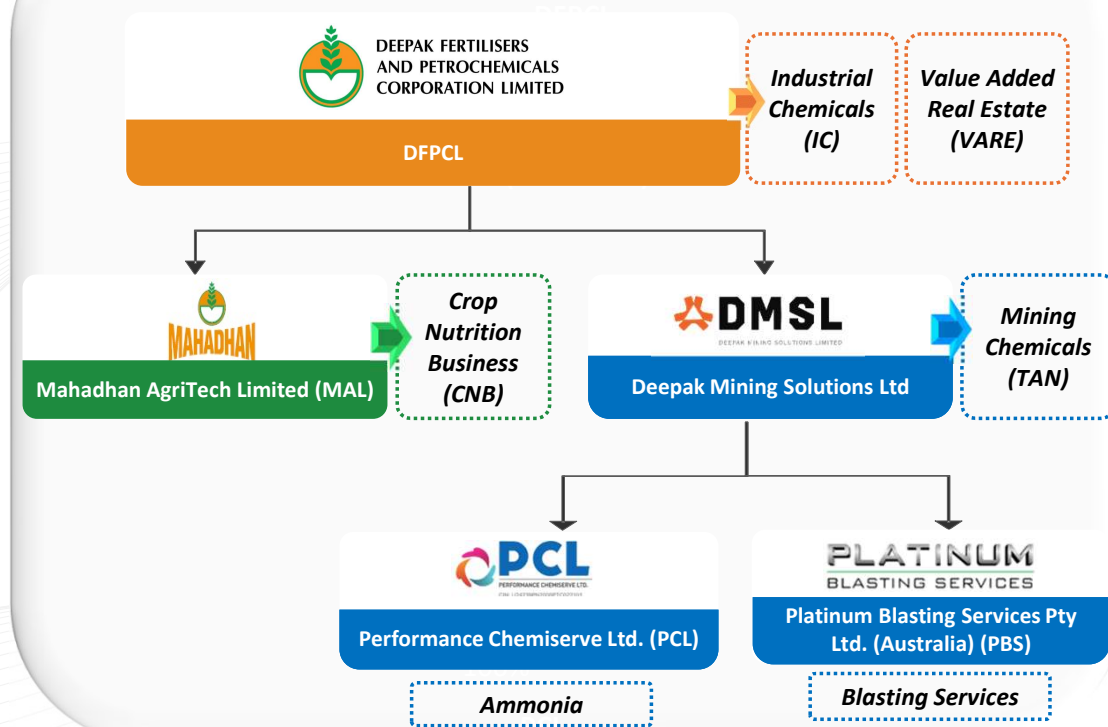 DEEPAK FERTILISERS
AND PETROCHEMICALS
CORPORATION LIMITED
DFPCL
Industrial
Chemicals
(IC)
Value Added
Real Estate
(VARE)
MAHADHAN
Mahadhan AgriTech Limited (MAL)
Crop
Nutrition
Business
(CNB)
DMSL
DEEPAK MINING SOLUTIONS LIMITED
Deepak Mining Solutions Ltd
Mining
Chemicals
(TAN)
PCL
PERFORMANCE CHEMISERVE LTD.
Performance Chemiserve Ltd. (PCL)
Ammonia
PLATINUM
BLASTING SERVICES
Platinum Blasting Services Pty
Ltd. (Australia) (PBS)
Blasting Services